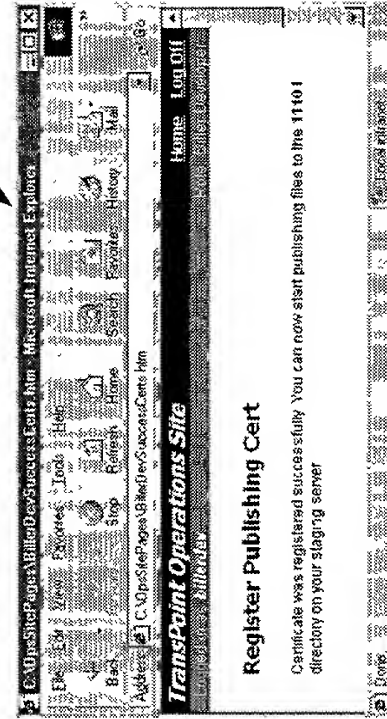 C:\OpsSitePages\BillerDevSuccessCerts.htm - Microsoft Internet Explorer
File Edit View Favorites Tools Help
Back Stop Refresh Home Search Favorites History Mail
Address C:\OpsSitePages\BillerDevSuccessCerts.htm Go
TransPoint Operations Site Home Log Off
Register Publishing Cert
Certificate was registered successfully You can now start publishing files to the 11101
directory on your staging server
Done Local intranet